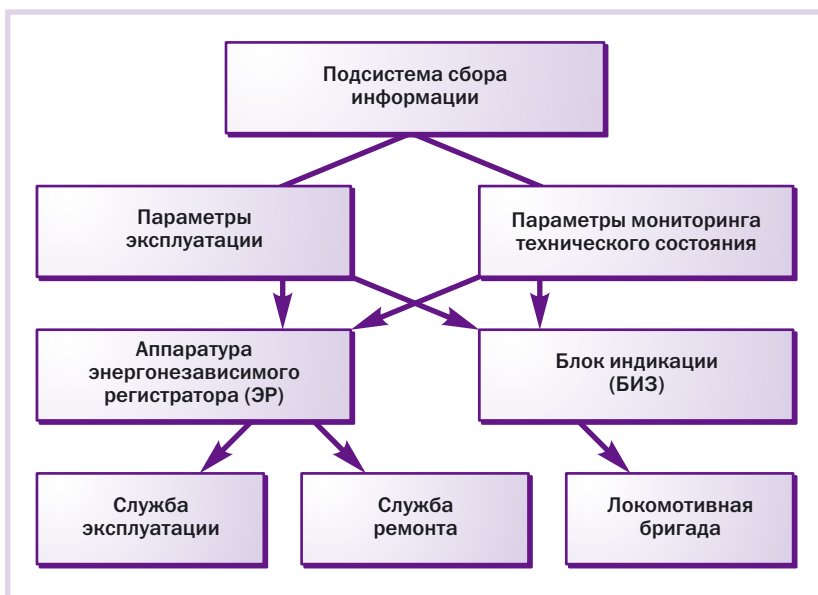 Подсистема сбора
информации
Параметры
эксплуатации
Параметры мониторинга
технического состояния
Аппаратура
энергонезависимого
регистратора (ЭР)
Блок индикации
(БИЗ)
Служба
эксплуатации
Служба
ремонта
Локомотивная
бригада